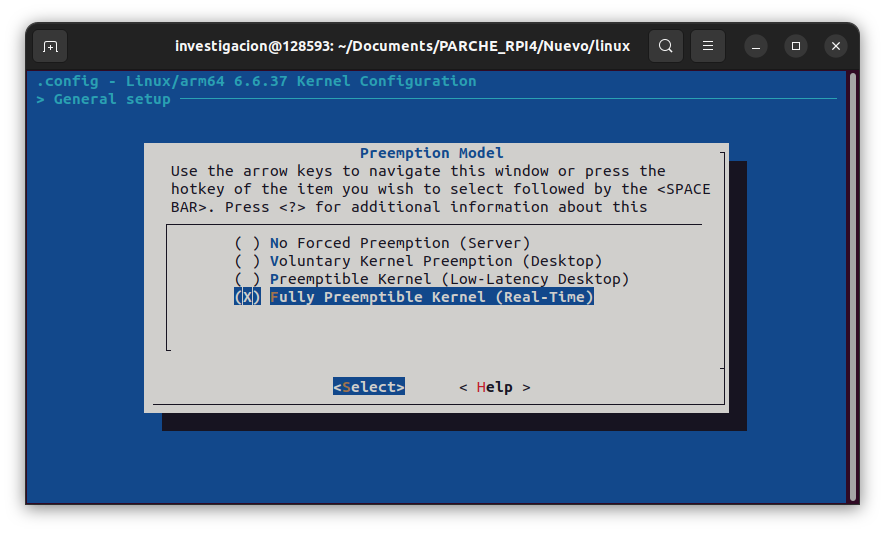 investigacion@128593: ~/Documents/PARCHE_RPI4/Nuevo/linux
.config - Linux/arm64 6.6.37 Kernel Configuration
> General setup
Preemption Model
Use the arrow keys to navigate this window or press the
hotkey of the item you wish to select followed by the <SPACE
BAR>. Press <?> for additional information about this
( ) No Forced Preemption (Server)
( ) Voluntary Kernel Preemption (Desktop)
( ) Preemptible Kernel (Low-Latency Desktop)
(X) Fully Preemptible Kernel (Real-Time)
<Select> < Help >